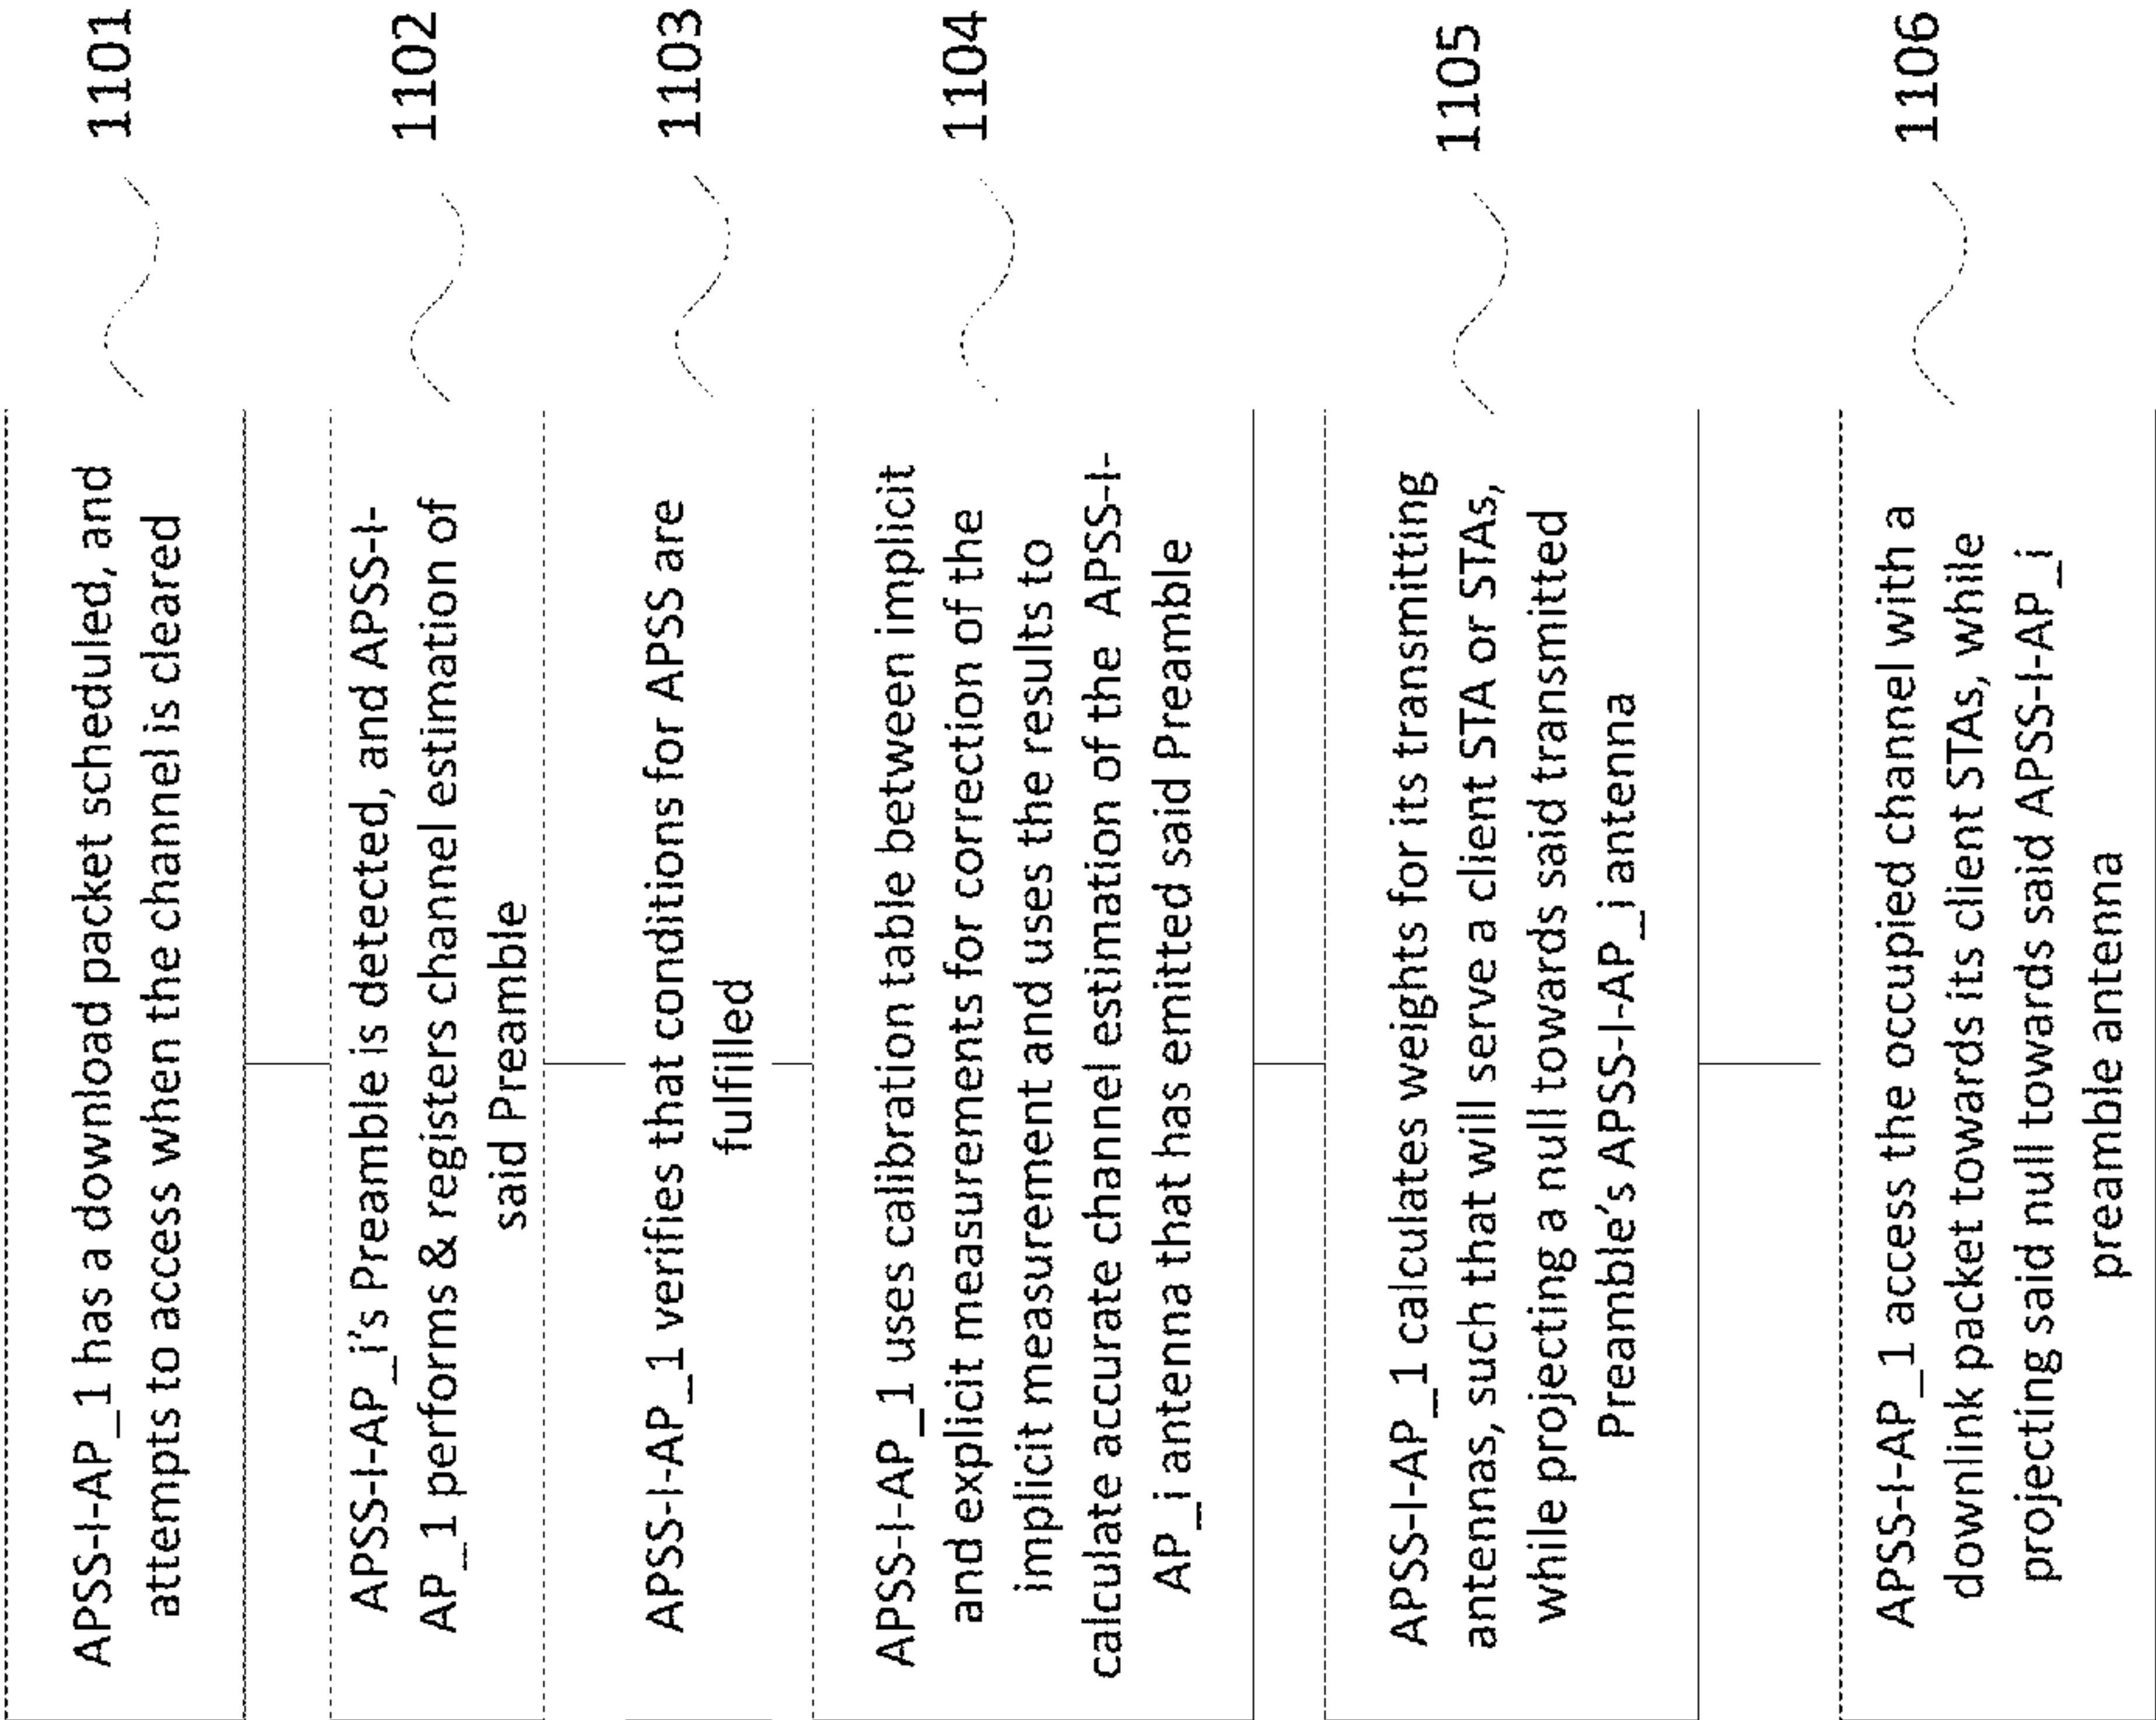 APSS-I-AP_1 has a download packet scheduled, and
attempts to access when the channel is cleared
1101
APSS-I-AP_i's Preamble is detected, and APSS-I-
AP_1 performs & registers channel estimation of
said Preamble
1102
APSS-I-AP_1 verifies that conditions for APSS are
fulfilled
1103
APSS-I-AP_1 uses calibration table between implicit
and explicit measurements for correction of the
implicit measurement and uses the results to
calculate accurate channel estimation of the APSS-I-
AP_i antenna that has emitted said Preamble
1104
APSS-I-AP_1 calculates weights for its transmitting
antennas, such that will serve a client STA or STAs,
while projecting a null towards said transmitted
Preamble's APSS-I-AP_i antenna
1105
APSS-I-AP_1 access the occupied channel with a
downlink packet towards its client STAs, while
projecting said null towards said APSS-I-AP_i
preamble antenna
1106